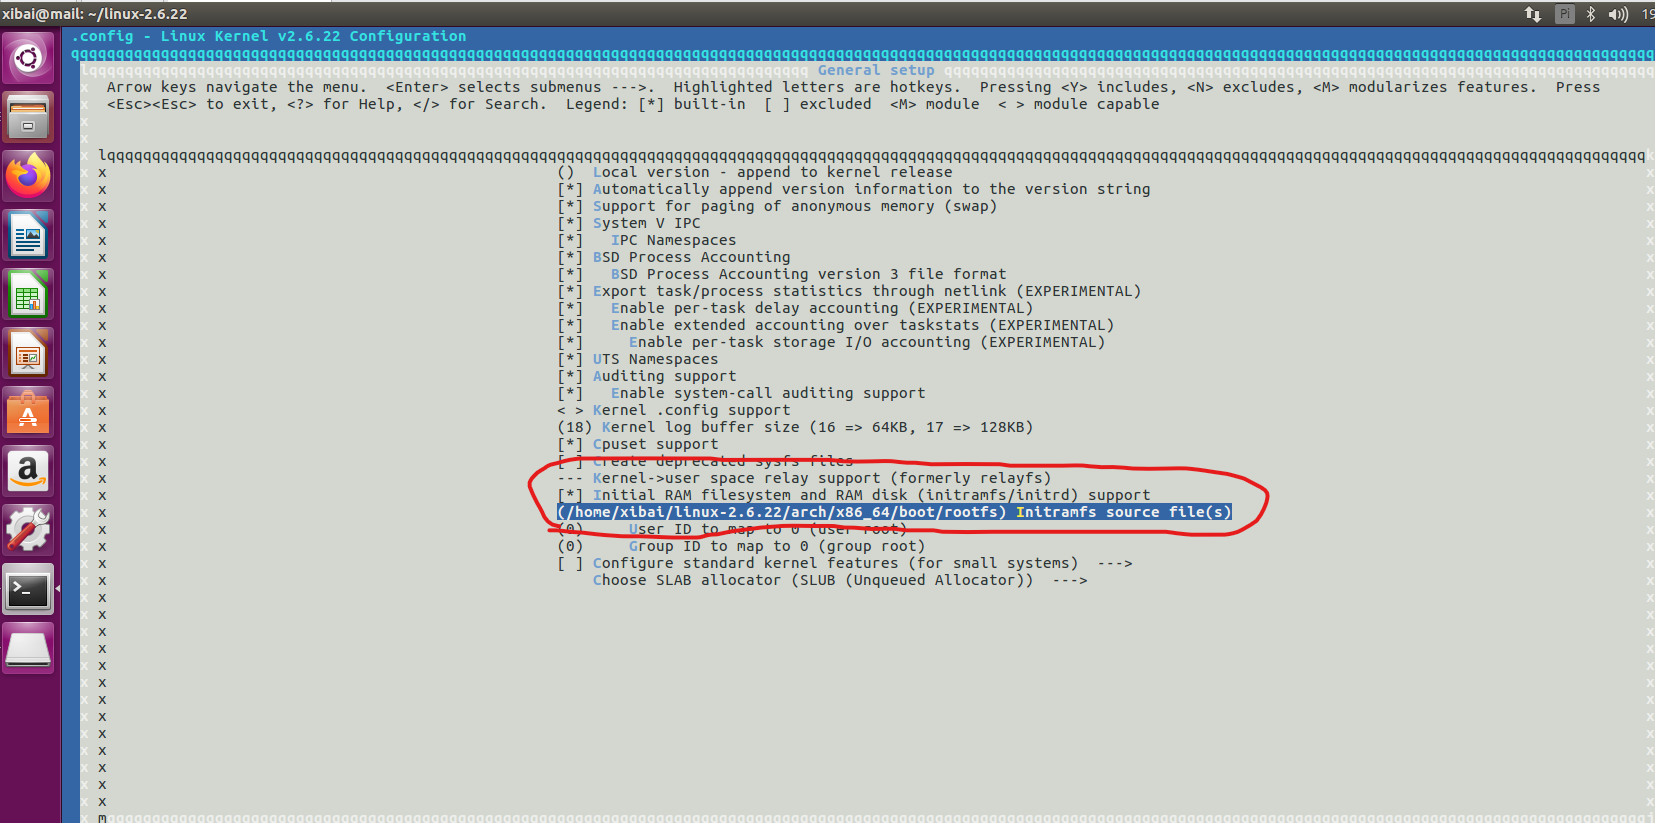 xibai@mail: ~/linux-2.6.22
Pi
19
.config - Linux Kernel v2.6.22 Configuration
General setup
Arrow keys navigate the menu.  <Enter> selects submenus --->.  Highlighted letters are hotkeys.  Pressing <Y> includes, <N> excludes, <M> modularizes features.  Press
<Esc><Esc> to exit, <?> for Help, </> for Search.  Legend: [*] built-in  [ ] excluded  <M> module  < > module capable
()  Local version - append to kernel release
[*] Automatically append version information to the version string
[*] Support for paging of anonymous memory (swap)
[*] System V IPC
[*]   IPC Namespaces
[*] BSD Process Accounting
[*]   BSD Process Accounting version 3 file format
[*] Export task/process statistics through netlink (EXPERIMENTAL)
[*]   Enable per-task delay accounting (EXPERIMENTAL)
[*]   Enable extended accounting over taskstats (EXPERIMENTAL)
[*]     Enable per-task storage I/O accounting (EXPERIMENTAL)
[*] UTS Namespaces
[*] Auditing support
[*]   Enable system-call auditing support
< > Kernel .config support
(18) Kernel log buffer size (16 => 64KB, 17 => 128KB)
[*] Cpuset support
[ ] Create deprecated sysfs files
--- Kernel->user space relay support (formerly relayfs)
[*] Initial RAM filesystem and RAM disk (initramfs/initrd) support
(/home/xibai/linux-2.6.22/arch/x86_64/boot/rootfs) Initramfs source file(s)
(0)     User ID to map to 0 (user root)
(0)     Group ID to map to 0 (group root)
[ ] Configure standard kernel features (for small systems)  --->
Choose SLAB allocator (SLUB (Unqueued Allocator))  --->